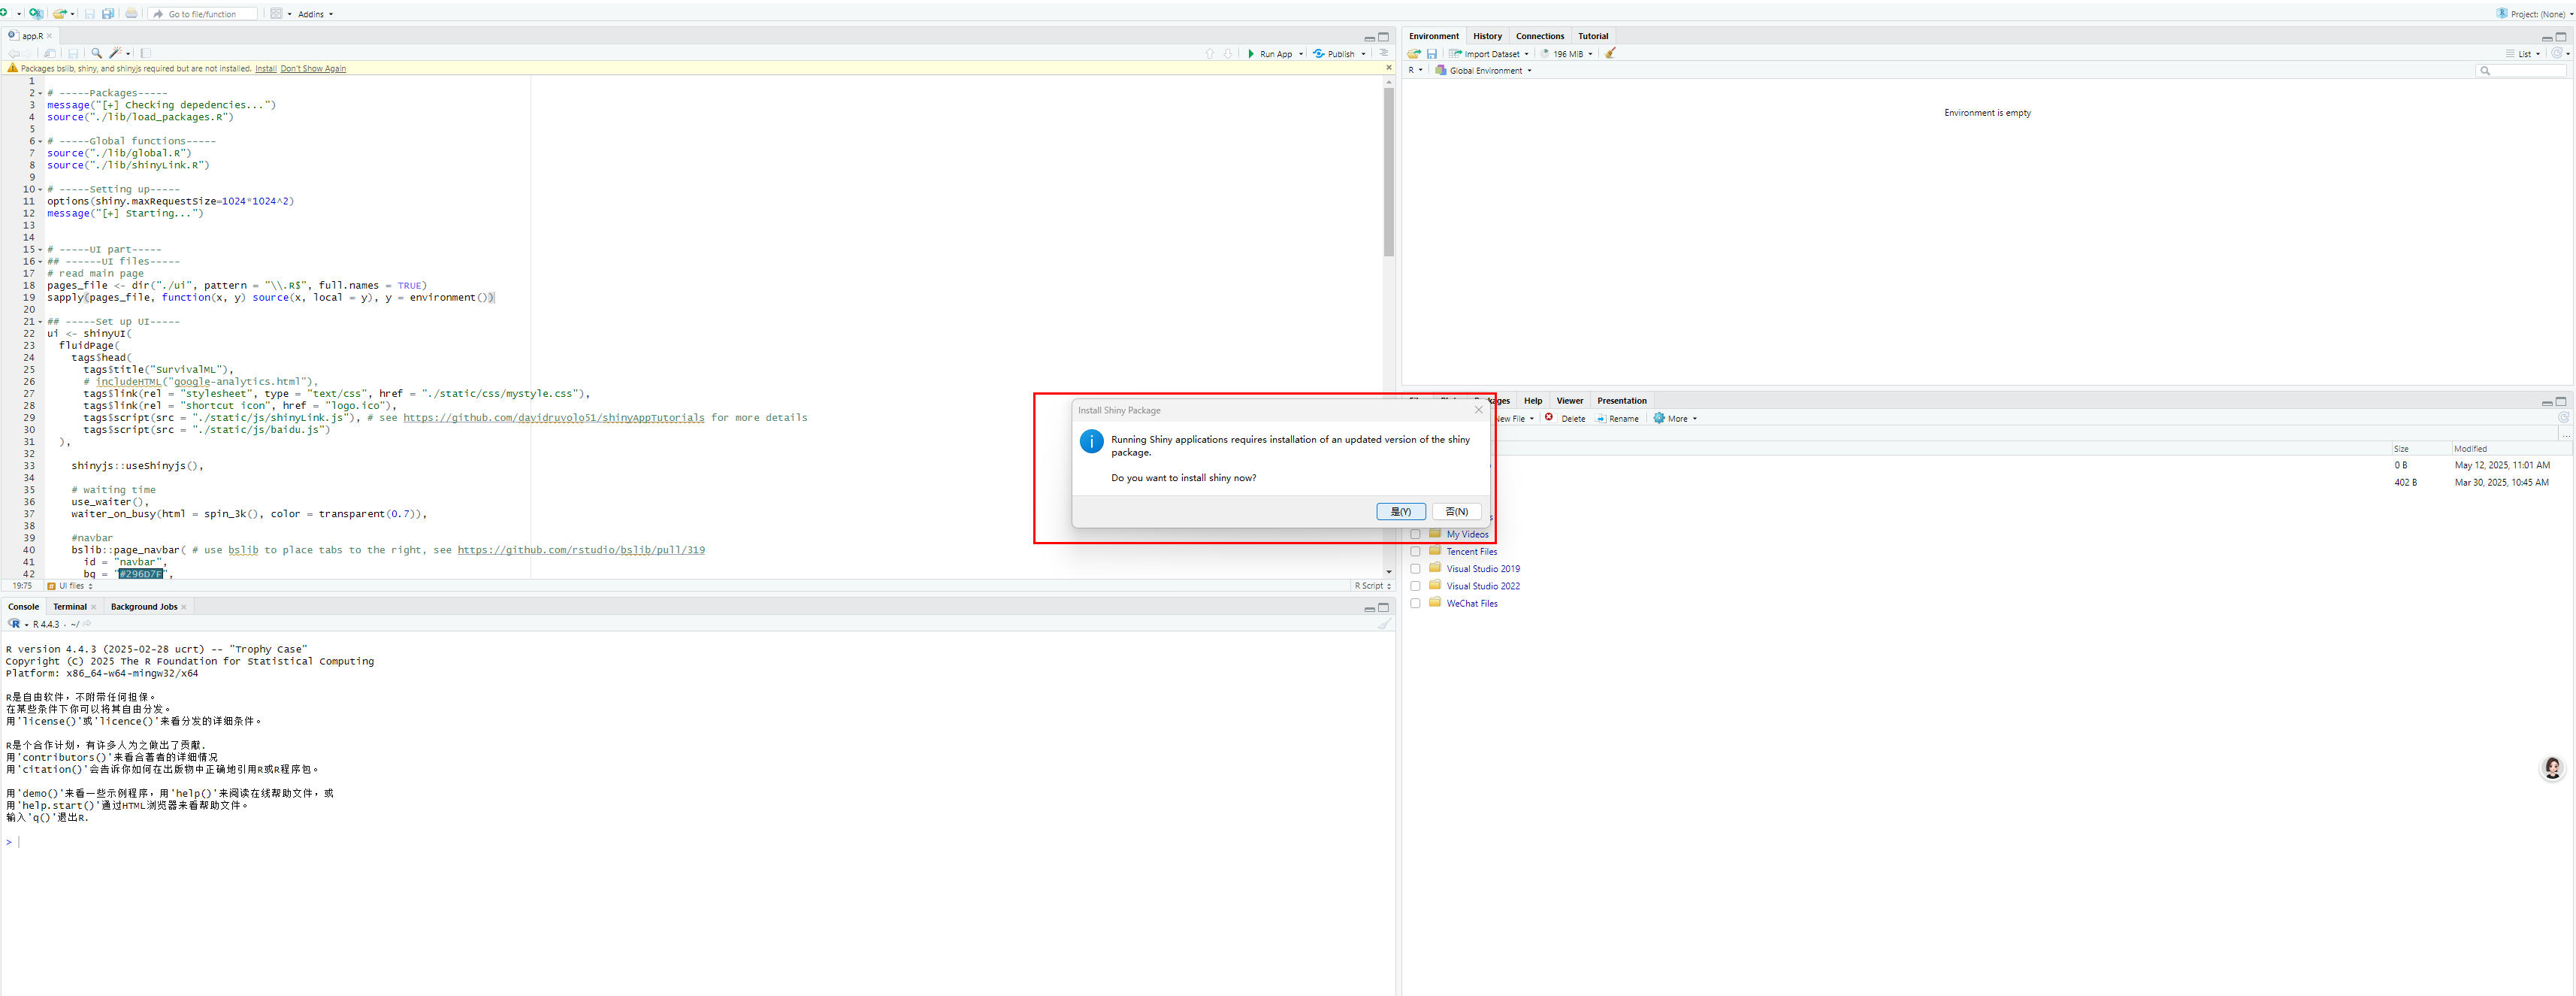 Go to file/function
Addins
Project: (None)
app.R
Run App
Publish
Packages bslib, shiny, and shinyjs required but are not installed. Install Don't Show Again
1
2 # -----Packages-----
3 message("[+] Checking depedencies...")
4 source("./lib/load_packages.R")
5
6 # -----Global functions-----
7 source("./lib/global.R")
8 source("./lib/shinyLink.R")
9
10 # -----Setting up-----
11 options(shiny.maxRequestSize=1024*1024^2)
12 message("[+] Starting...")
13
14
15 # -----UI part-----
16 ## ------UI files-----
17 # read main page
18 pages_file <- dir("./ui", pattern = "\\.R$", full.names = TRUE)
19 sapply(pages_file, function(x, y) source(x, local = y), y = environment())
20
21 ## -----Set up UI-----
22 ui <- shinyUI(
23 fluidPage(
24 tags$head(
25 tags$title("SurvivalML"),
26 # includeHTML("google-analytics.html"),
27 tags$link(rel = "stylesheet", type = "text/css", href = "./static/css/mystyle.css"),
28 tags$link(rel = "shortcut icon", href = "logo.ico"),
29 tags$script(src = "./static/js/shinyLink.js"), # see https://github.com/davidruvolo51/shinyAppTutorials for more details
30 tags$script(src = "./static/js/baidu.js")
31 ),
32
33 shinyjs::useShinyjs(),
34
35 # waiting time
36 use_waiter(),
37 waiter_on_busy(html = spin_3k(), color = transparent(0.7)),
38
39 #navbar
40 bslib::page_navbar( # use bslib to place tabs to the right, see https://github.com/rstudio/bslib/pull/319
41 id = "navbar",
42 bg = "#296D7F",
19:75 UI files R Script
Console Terminal Background Jobs
R 4.4.3 · ~/
R version 4.4.3 (2025-02-28 ucrt) -- "Trophy Case"
Copyright (C) 2025 The R Foundation for Statistical Computing
Platform: x86_64-w64-mingw32/x64
R是自由软件，不附带任何担保。
在某些条件下你可以将其自由分发。
用'license()'或'licence()'来看分发的详细条件。
R是个合作计划，有许多人为之做出了贡献.
用'contributors()'来看合著者的详细情况
用'citation()'会告诉你如何在出版物中正确地引用R或R程序包。
用'demo()'来看一些示例程序，用'help()'来阅读在线帮助文件，或
用'help.start()'通过HTML浏览器来看帮助文件。
输入'q()'退出R.
>
Environment History Connections Tutorial
Import Dataset 196 MiB List
R Global Environment
Environment is empty
Help Viewer Presentation
New File Delete Rename More
Size Modified
0 B May 12, 2025, 11:01 AM
402 B Mar 30, 2025, 10:45 AM
My Videos
Tencent Files
Visual Studio 2019
Visual Studio 2022
WeChat Files
Install Shiny Package
Running Shiny applications requires installation of an updated version of the shiny
package.
Do you want to install shiny now?
是(Y) 否(N)